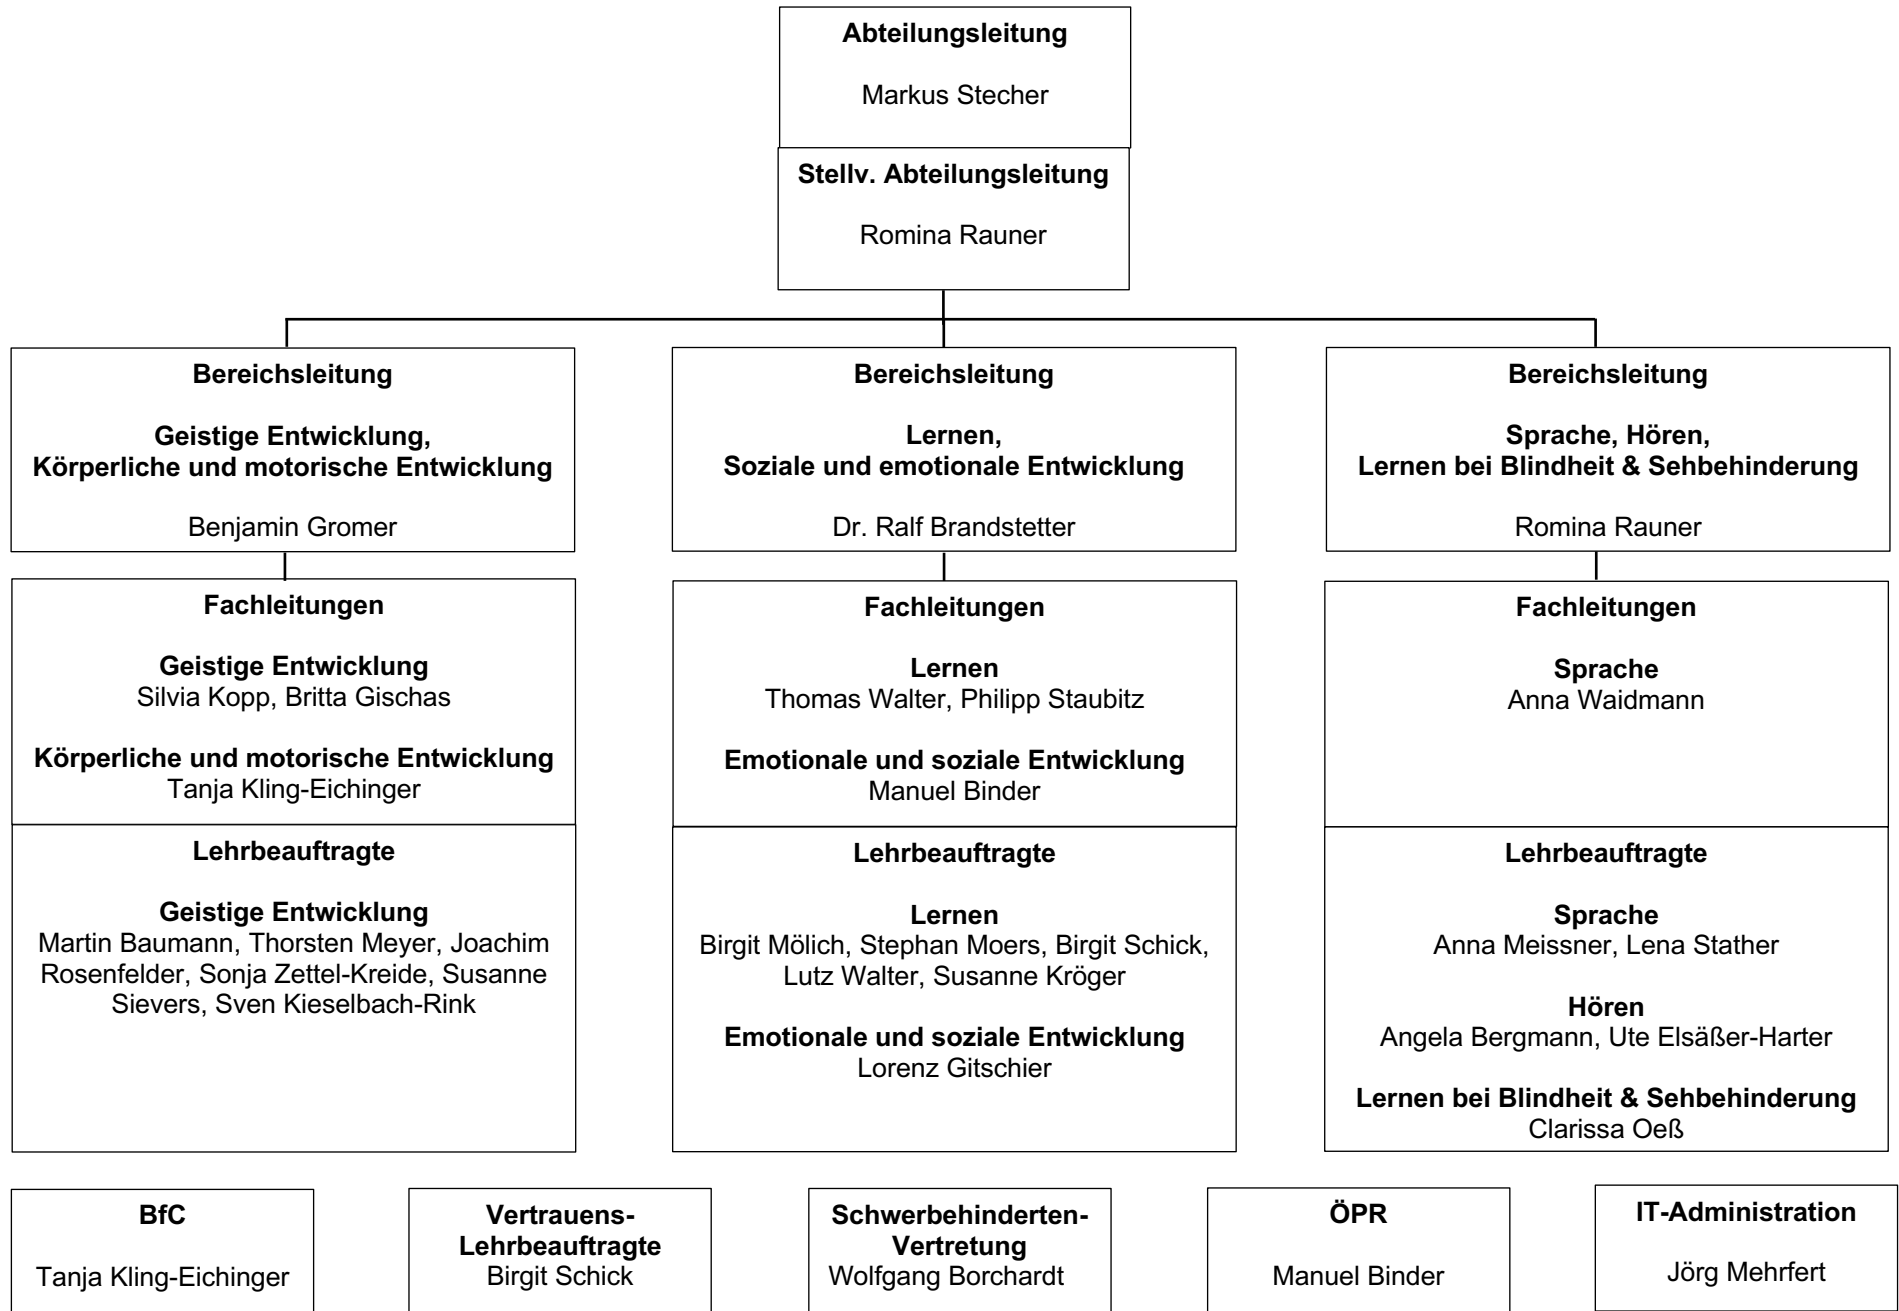 Abteilungsleitung
Markus Stecher
Stellv. Abteilungsleitung
Romina Rauner
Bereichsleitung
Geistige Entwicklung,
Körperliche und motorische Entwicklung
Benjamin Gromer
Bereichsleitung
Lernen,
Soziale und emotionale Entwicklung
Dr. Ralf Brandstetter
Bereichsleitung
Sprache, Hören,
Lernen bei Blindheit & Sehbehinderung
Romina Rauner
Fachleitungen
Geistige Entwicklung
Silvia Kopp, Britta Gischas
Körperliche und motorische Entwicklung
Tanja Kling-Eichinger
Fachleitungen
Lernen
Thomas Walter, Philipp Staubitz
Emotionale und soziale Entwicklung
Manuel Binder
Fachleitungen
Sprache
Anna Waidmann
Lehrbeauftragte
Geistige Entwicklung
Martin Baumann, Thorsten Meyer, Joachim
Rosenfelder, Sonja Zettel-Kreide, Susanne
Sievers, Sven Kieselbach-Rink
Lehrbeauftragte
Lernen
Birgit Mölich, Stephan Moers, Birgit Schick,
Lutz Walter, Susanne Kröger
Emotionale und soziale Entwicklung
Lorenz Gitschier
Lehrbeauftragte
Sprache
Anna Meissner, Lena Stather
Hören
Angela Bergmann, Ute Elsäßer-Harter
Lernen bei Blindheit & Sehbehinderung
Clarissa Oeß
BfC
Tanja Kling-Eichinger
Vertrauens-
Lehrbeauftragte
Birgit Schick
Schwerbehinderten-
Vertretung
Wolfgang Borchardt
ÖPR
Manuel Binder
IT-Administration
Jörg Mehrfert